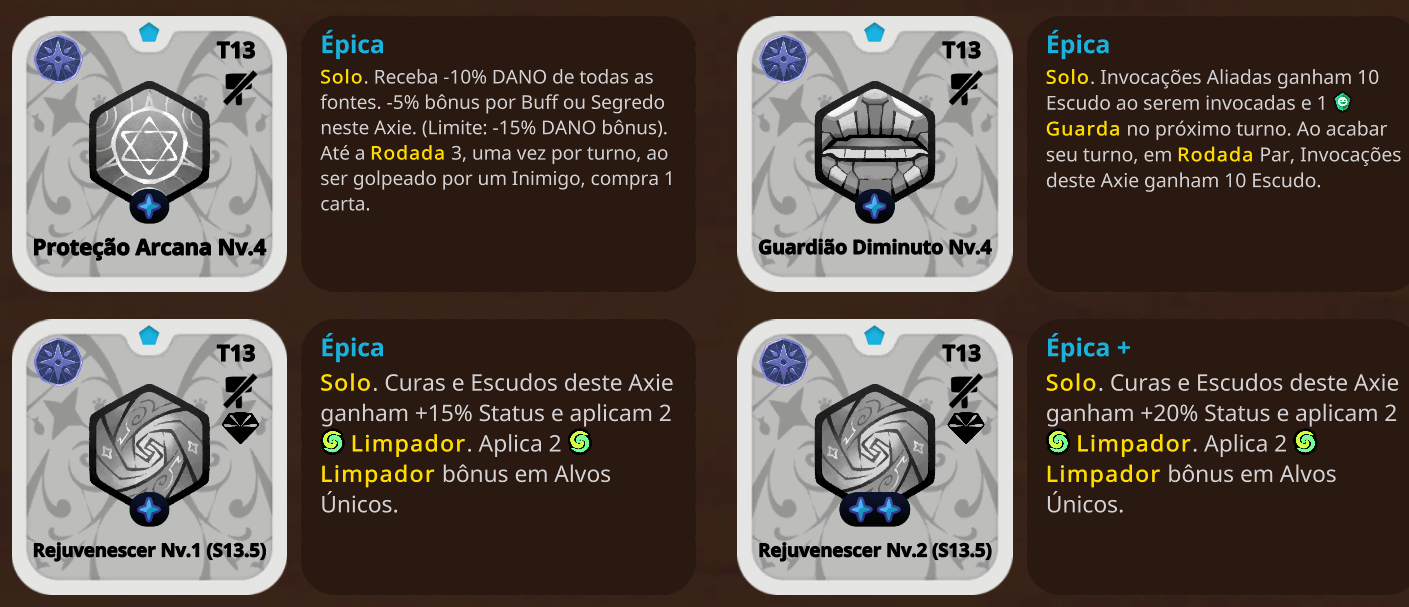 T13
Proteção Arcana Nv.4
Épica
Solo. Receba -10% DANO de todas as
fontes. -5% bônus por Buff ou Segredo
neste Axie. (Limite: -15% DANO bônus).
Até a Rodada 3, uma vez por turno, ao
ser golpeado por um Inimigo, compra 1
carta.
T13
Guardião Diminuto Nv.4
Épica
Solo. Invocações Aliadas ganham 10
Escudo ao serem invocadas e 1
Guarda no próximo turno. Ao acabar
seu turno, em Rodada Par, Invocações
deste Axie ganham 10 Escudo.
T13
Rejuvenescer Nv.1 (S13.5)
Épica
Solo. Curas e Escudos deste Axie
ganham +15% Status e aplicam 2
Limpador. Aplica 2
Limpador bônus em Alvos
Únicos.
T13
Rejuvenescer Nv.2 (S13.5)
Épica +
Solo. Curas e Escudos deste Axie
ganham +20% Status e aplicam 2
Limpador. Aplica 2
Limpador bônus em Alvos
Únicos.